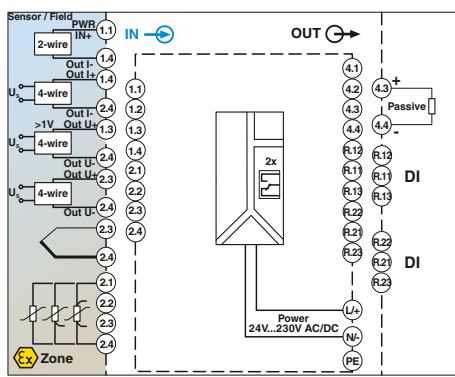 Sensor / Field
PWR
IN+
1.1
2-wire
1.4
Out I-
Out I+
1.4
Us
4-wire
2.4
Out I-
>1V
Out U+
1.3
Us
4-wire
2.4
Out U-
Out U+
2.3
Us
4-wire
2.4
Out U-
2.3
2.4
2.1
2.2
2.3
2.4
Ex Zone
IN
OUT
1.1
1.2
1.3
1.4
2.1
2.2
2.3
2.4
2x
Power
24V...230V AC/DC
4.1
4.2
4.3
4.4
R.12
R.11
R.13
R.22
R.21
R.23
L/+
N/-
PE
4.3
+
Passive
4.4
-
R.12
R.11
DI
R.13
R.22
R.21
DI
R.23